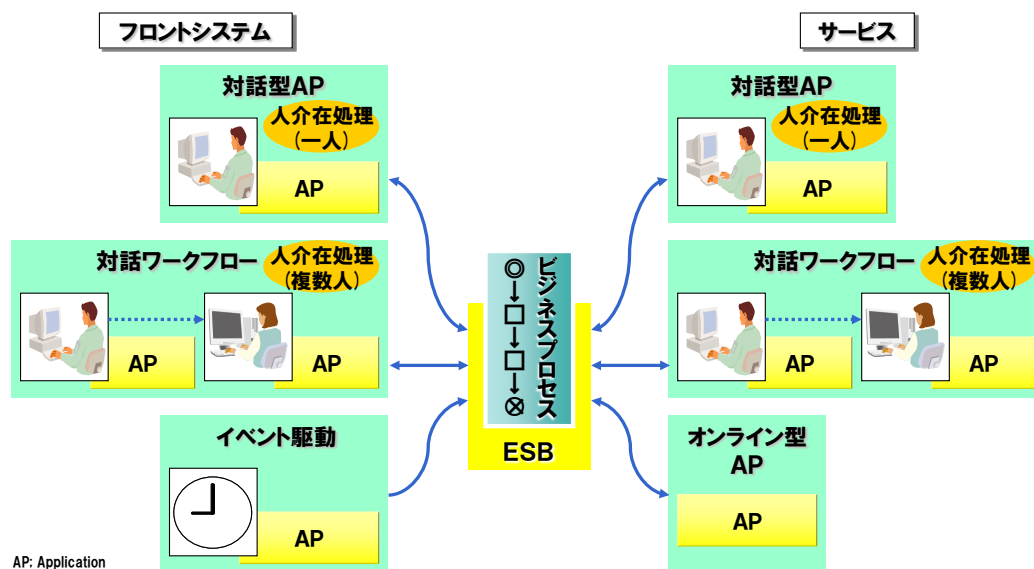 フロントシステム
サービス
対話型AP
人介在処理
(一人)
AP
対話ワークフロー
人介在処理
(複数人)
AP
AP
イベント駆動
AP
ビジネスプロセス
ESB
対話型AP
人介在処理
(一人)
AP
対話ワークフロー
人介在処理
(複数人)
AP
AP
オンライン型
AP
AP
AP: Application